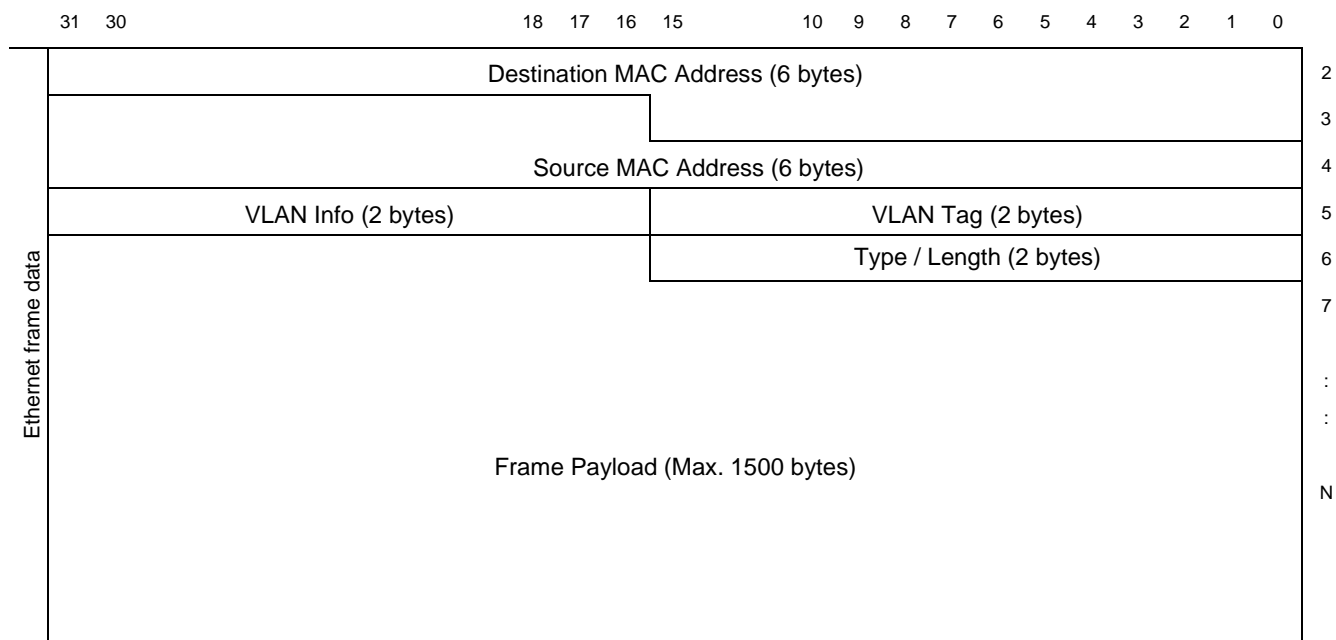 31 30 18 17 16 15 10 9 8 7 6 5 4 3 2 1 0
Destination MAC Address (6 bytes) 2
3
Source MAC Address (6 bytes) 4
VLAN Info (2 bytes) VLAN Tag (2 bytes) 5
Type / Length (2 bytes) 6
7
Ethernet frame data
:
:
Frame Payload (Max. 1500 bytes)
N